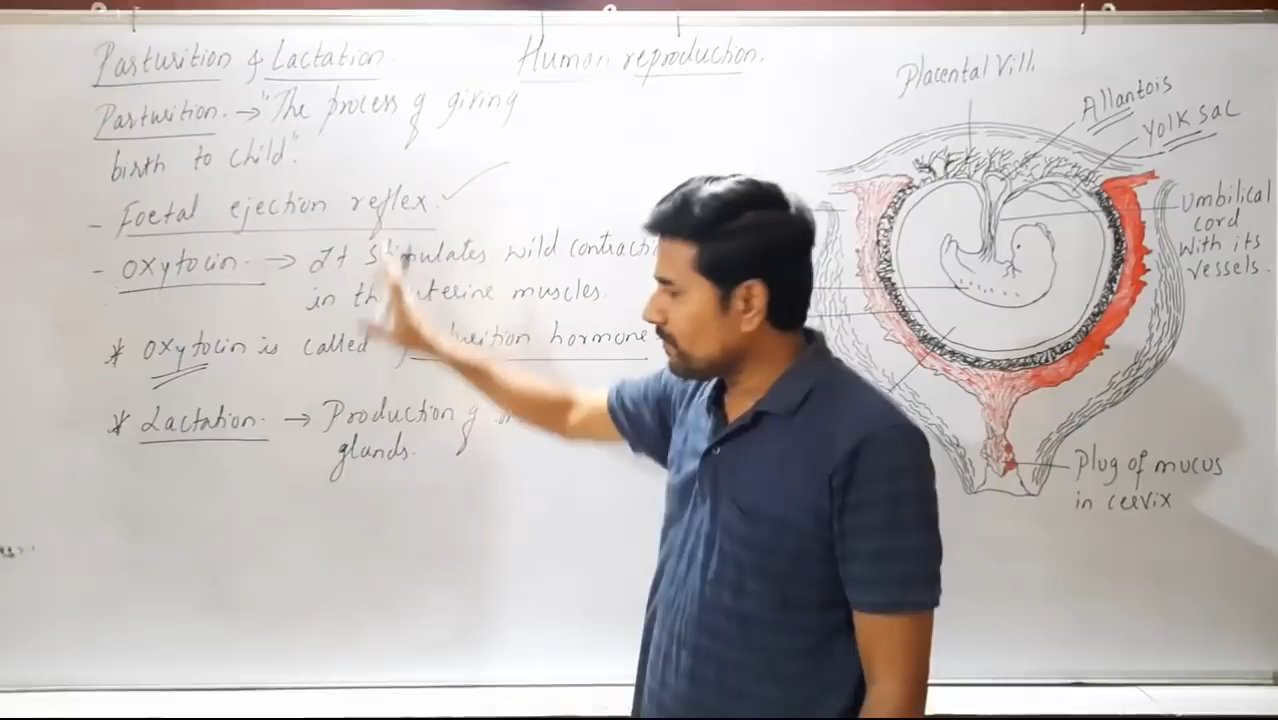 Parturition & Lactation.
Human reproduction.
Parturition. → "The process of giving
birth to child".
- Foetal ejection reflex.
- Oxytocin. → It stimulates wild contracti
in the uterine muscles.
* Oxytocin is called parturition hormone
* Lactation. → Production of
glands.
Placental Villi.
Allantois
Yolk sac
Umbilical
cord
with its
vessels.
Plug of mucus
in cervix